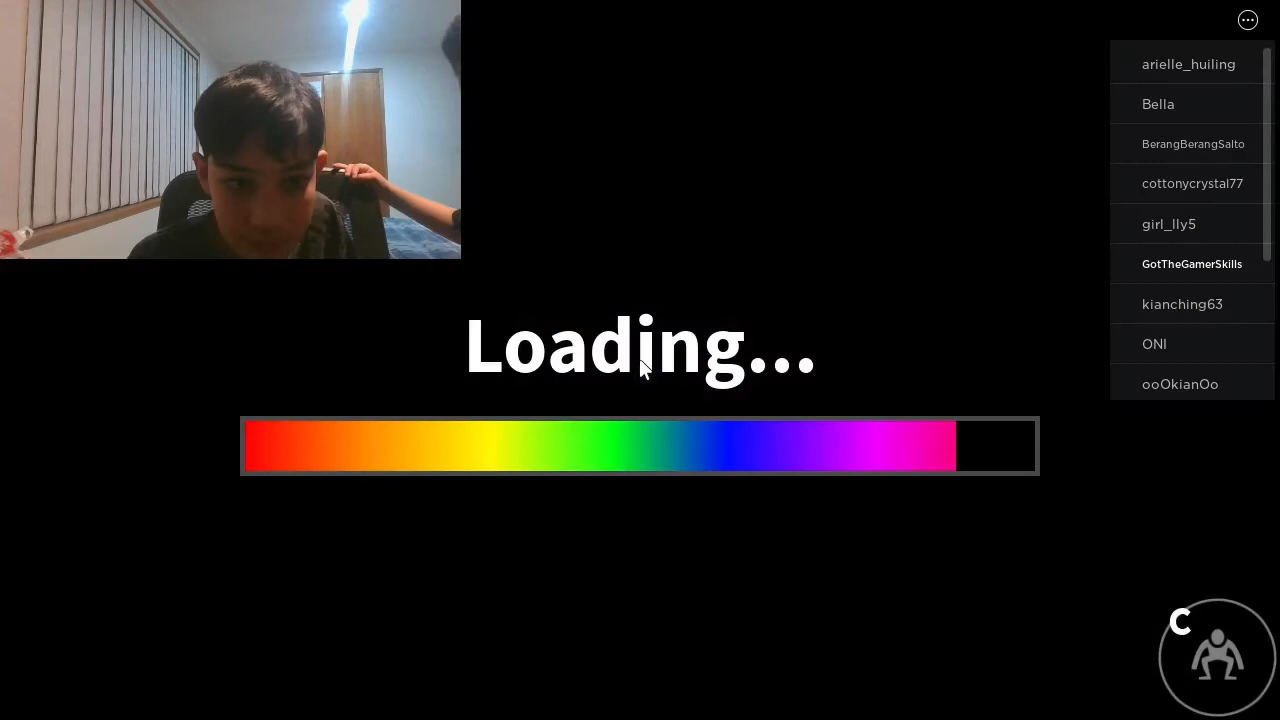 arielle_huiling
Bella
BerangBerangSalto
cottonycrystal77
girl_lly5
GotTheGamerSkills
kianching63
ONI
ooOkianOo
Loading...
C